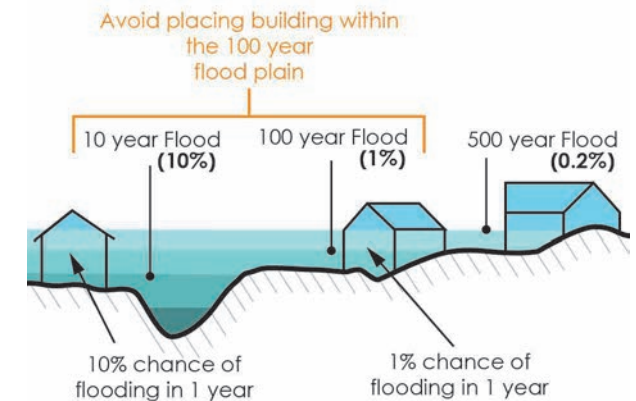 Avoid placing building within
the 100 year
flood plain
10 year Flood
(10%)
100 year Flood
(1%)
500 year Flood
(0.2%)
10% chance of
flooding in 1 year
1% chance of
flooding in 1 year